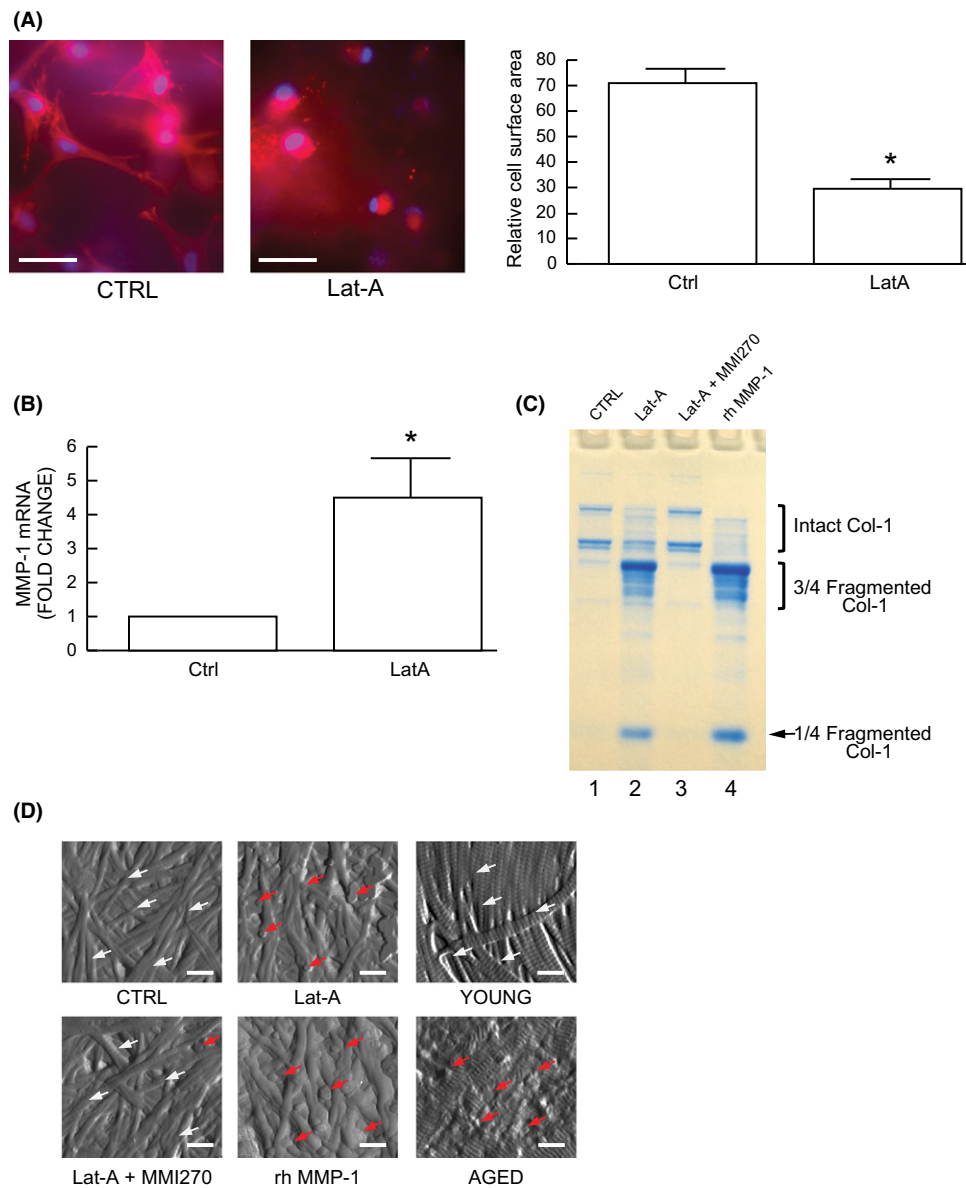 (A)
CTRL
Lat-A
Relative cell surface area
80
70
60
50
40
30
20
10
0
*
Ctrl
LatA
(B)
MMP-1 mRNA
(FOLD CHANGE)
6
5
4
3
2
1
0
*
Ctrl
LatA
(C)
CTRL
Lat-A
Lat-A + MMI270
rh MMP-1
Intact Col-1
3/4 Fragmented
Col-1
1/4 Fragmented
Col-1
1 2 3 4
(D)
CTRL
Lat-A
YOUNG
Lat-A + MMI270
rh MMP-1
AGED